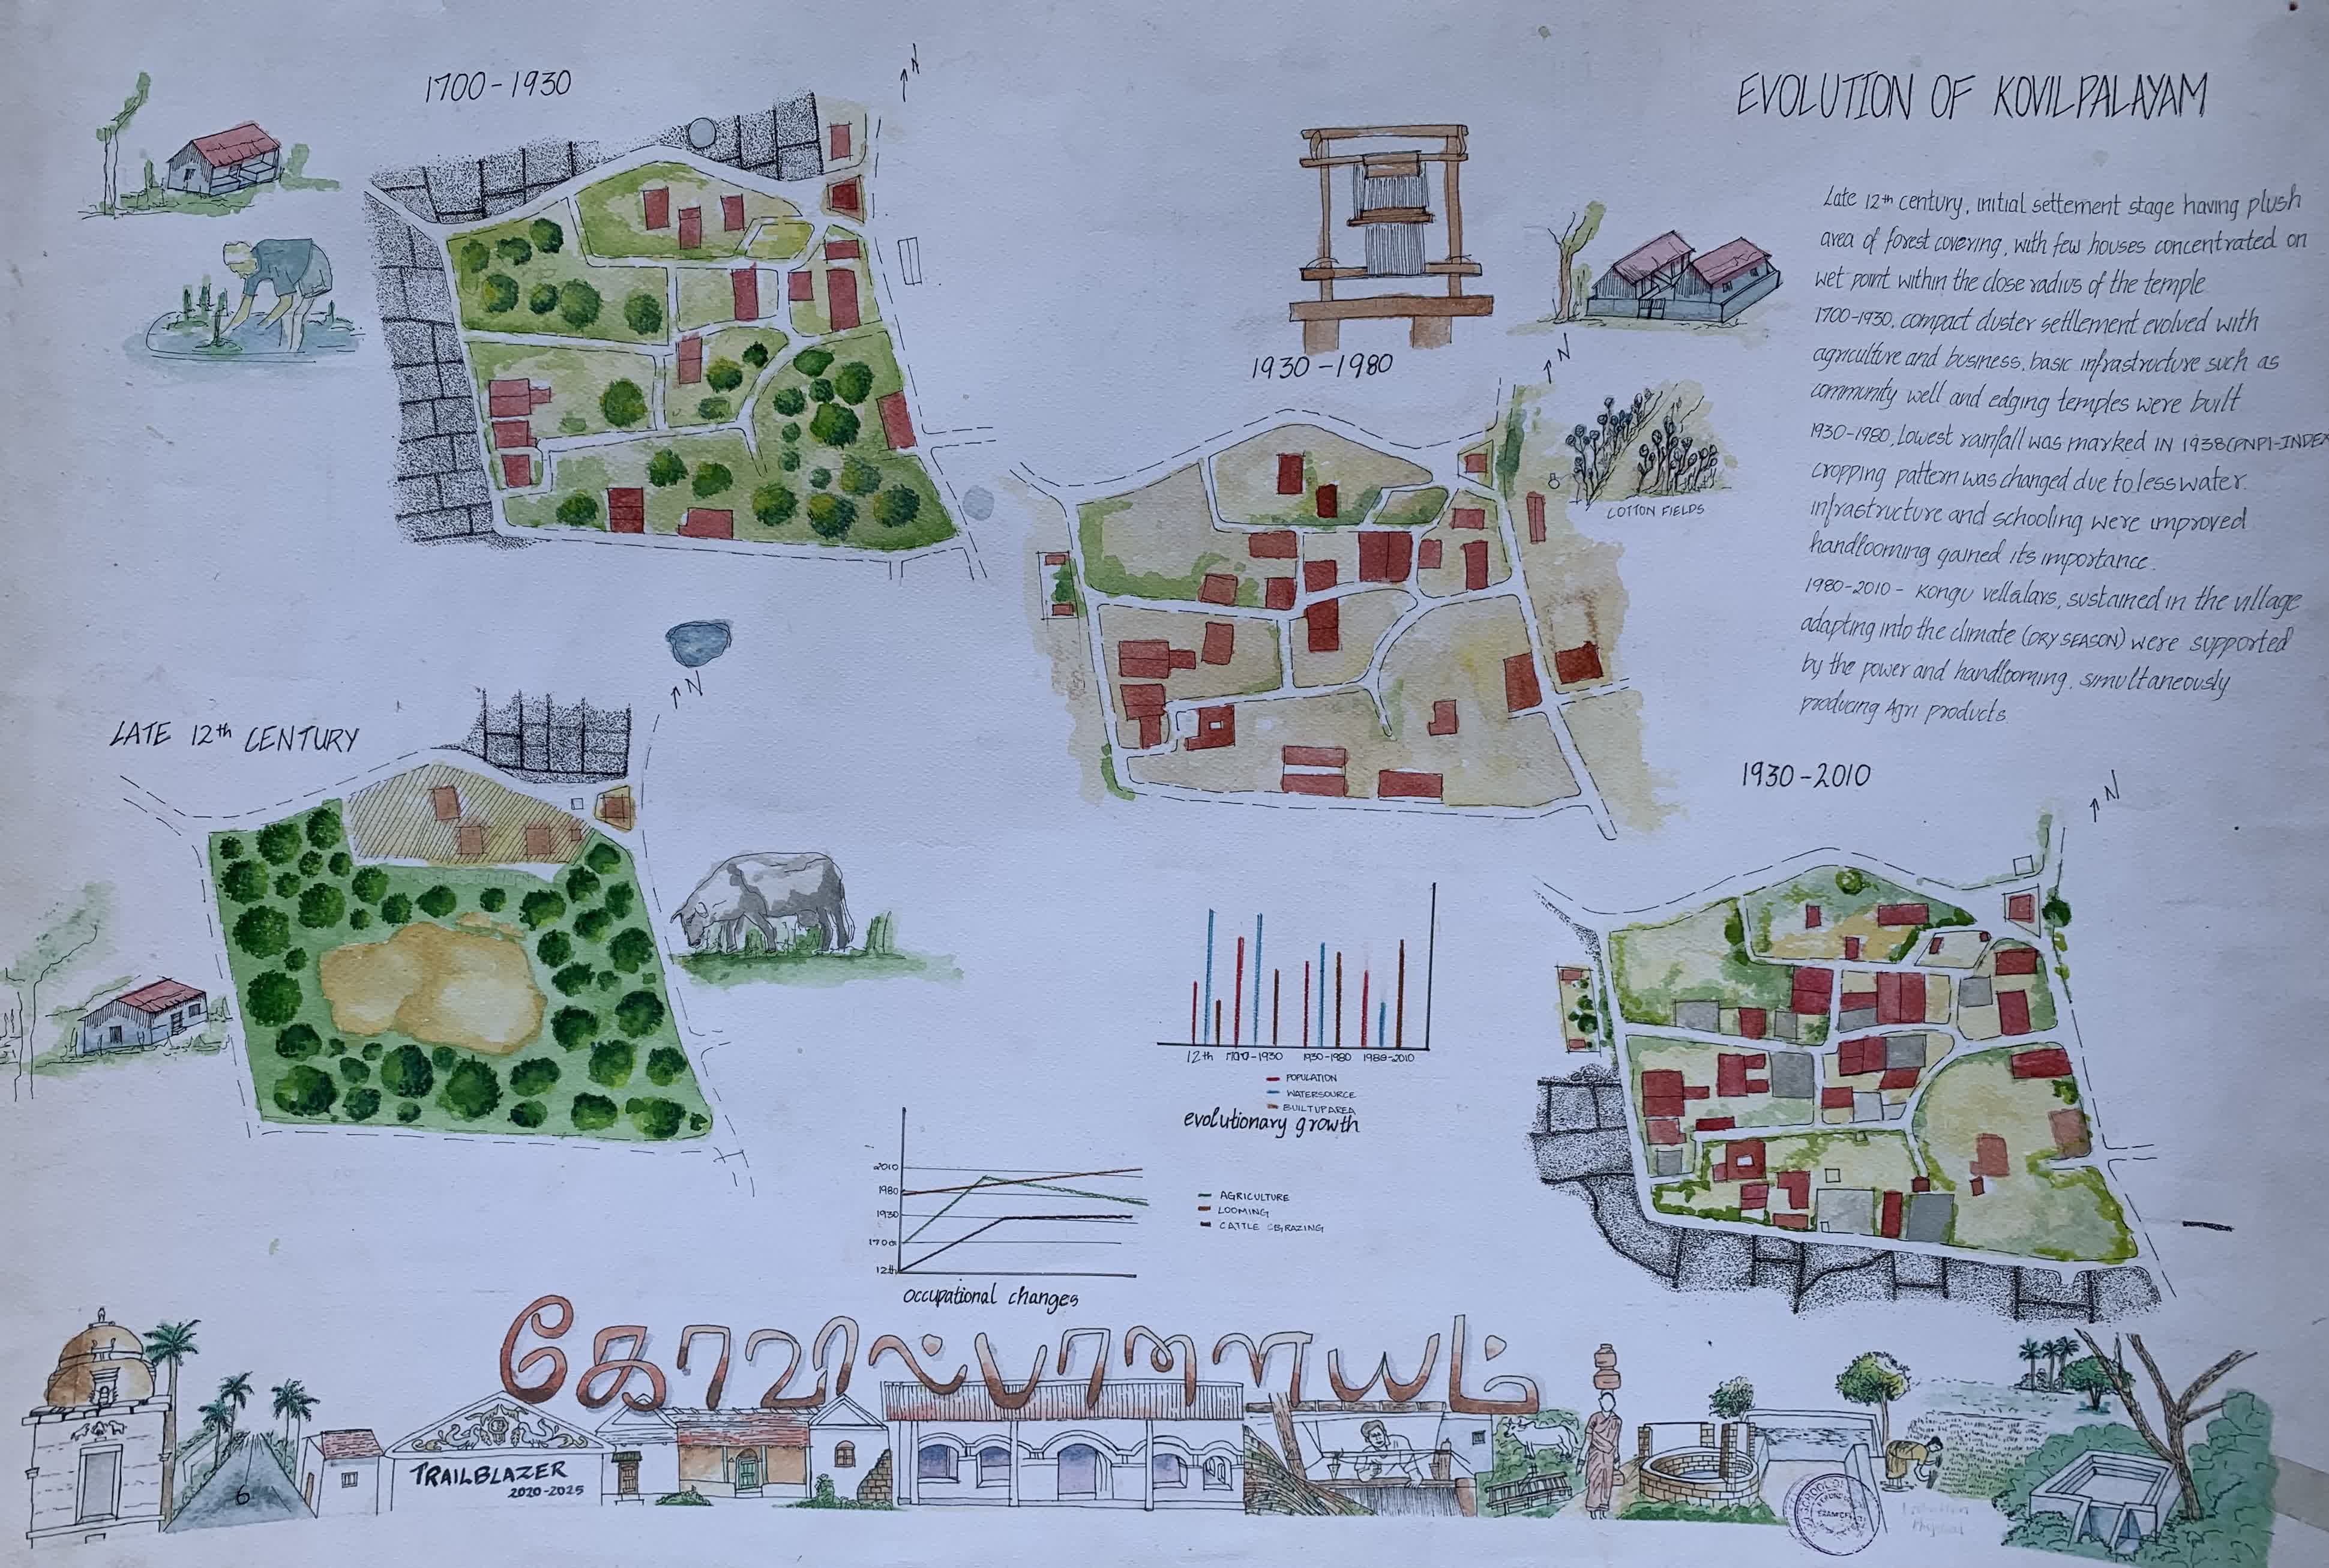 EVOLUTION OF KOVILPALAYAM
Late 12th century, initial settement stage having plush
area of forest covering, with few houses concentrated on
wet point within the close radius of the temple.
1700-1930, compact cluster settlement evolved with
agriculture and business, basic infrastructure such as
community well and edging temples were built
1930-1980, Lowest rainfall was marked IN 1938(PNPI-INDEX
cropping pattern was changed due to less water.
infrastructure and schooling were improved
handlooming gained its importance.
1980-2010 - Kongu vellalars, sustained in the village
adapting into the climate (DRY SEASON) were supported
by the power and handlooming, simultaneously
producing Agri products.
1700-1930
N
1930-1980
N
COTTON FIELDS
LATE 12th CENTURY
N
1930-2010
N
12th 1700-1930 1930-1980 1980-2010
POPULATION
WATERSOURCE
BUILTUP AREA
evolutionary growth
2010
1980
1930
1700
12th
AGRICULTURE
LOOMING
CATTLE GRAZING
occupational changes
கோவில்பாளையம்
TRAILBLAZER
2020-2025
6